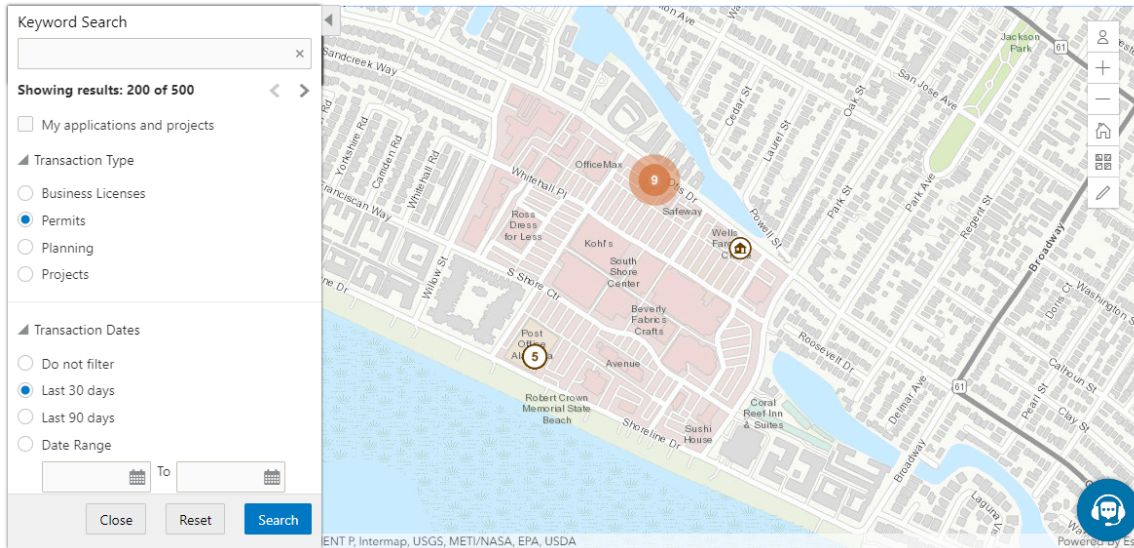 Keyword Search
Showing results: 200 of 500
My applications and projects
Transaction Type
Business Licenses
Permits
Planning
Projects
Transaction Dates
Do not filter
Last 30 days
Last 90 days
Date Range
To
Close
Reset
Search
Sandcreek Way
Yorkshire Rd
Camden Rd
Whitehall Rd
Franciscan Way
Willow St
Whitehall Pl
OfficeMax
9
Otis Dr
Safeway
Ross
Dress
for Less
Kohl's
South
Shore
Center
Wells
S Shore Ctr
Beverly
Fabrics
Crafts
Post
5
Avenue
Robert Crown
Memorial State
Beach
Shoreline Dr
Sushi
House
Coral
Reef Inn
& Suites
Cedar St
Laurel St
Oak St
Powell St
Park St
Park Ave
San Jose Ave
Jackson
Park
61
Regent St
Broadway
Doris Ct
Washington St
Roosevelt Dr
Calhoun St
61
Delmar Ave
Pearl St
Clay St
Broadway
Laguna
ENT P, Intermap, USGS, METI/NASA, EPA, USDA
Powered by Es